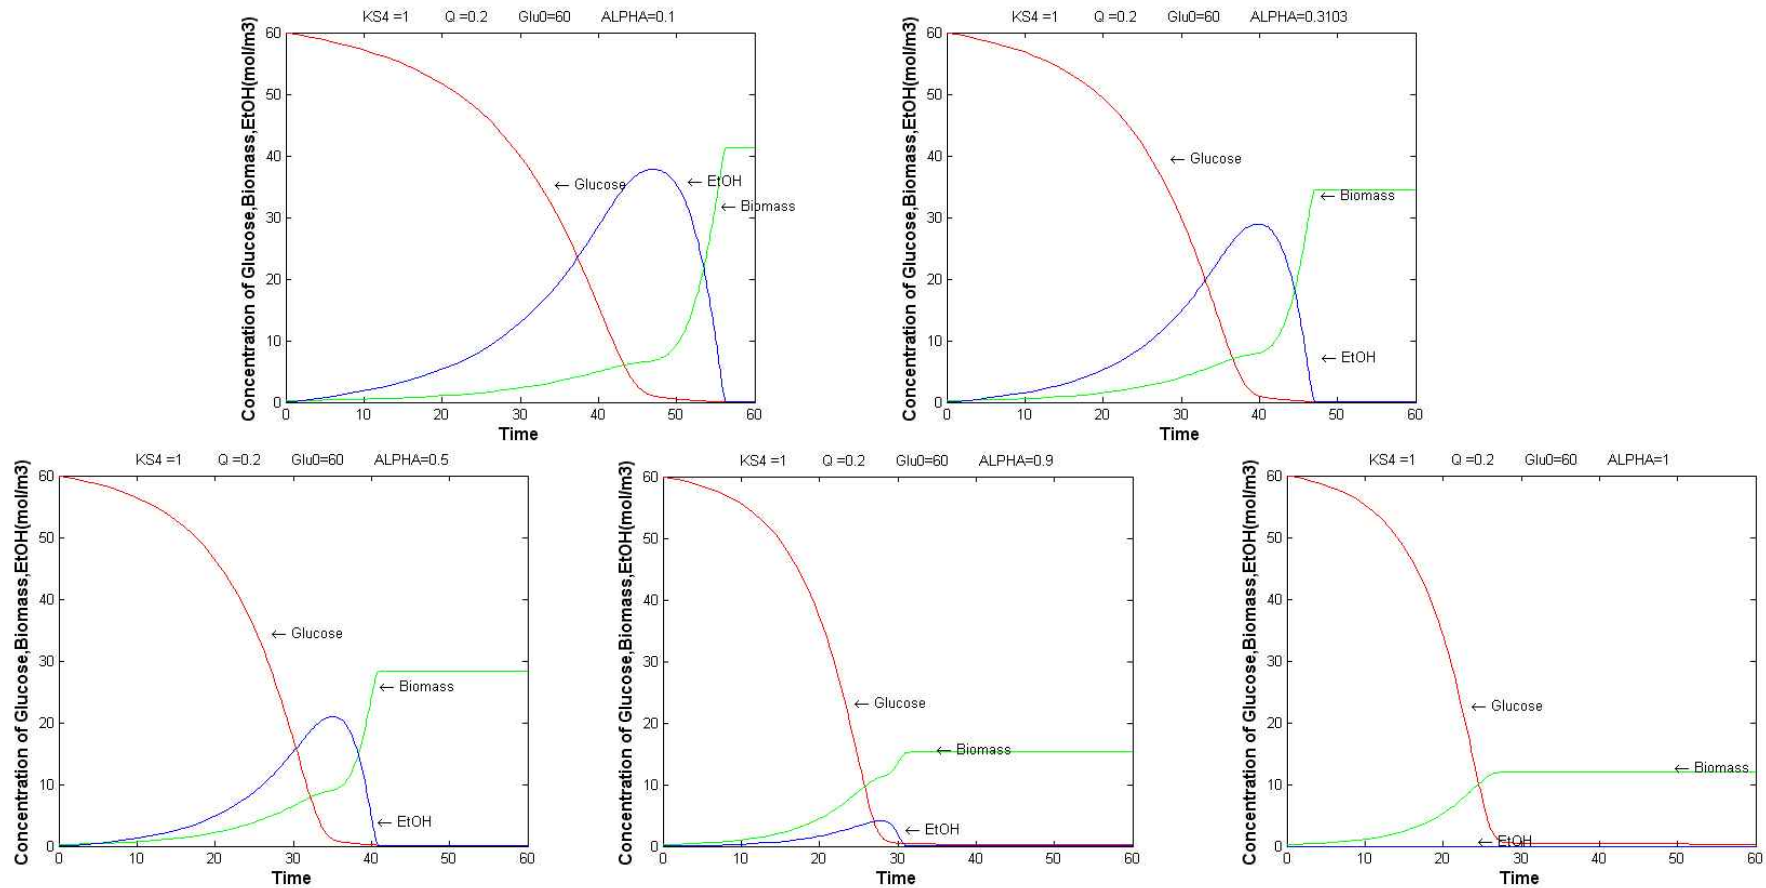 KS4 =1 Q =0.2 Glu0=60 ALPHA=0.1
Concentration of Glucose,Biomass,EtOH(mol/m3)
60
50
40
30
20
10
0
← Glucose
← EtOH
← Biomass
0 10 20 30 40 50 60
Time
KS4 =1 Q =0.2 Glu0=60 ALPHA=0.3103
Concentration of Glucose,Biomass,EtOH(mol/m3)
60
50
40
30
20
10
0
← Glucose
← Biomass
← EtOH
0 10 20 30 40 50 60
Time
KS4 =1 Q =0.2 Glu0=60 ALPHA=0.5
Concentration of Glucose,Biomass,EtOH(mol/m3)
60
50
40
30
20
10
0
← Glucose
← Biomass
← EtOH
0 10 20 30 40 50 60
Time
KS4 =1 Q =0.2 Glu0=60 ALPHA=0.9
Concentration of Glucose,Biomass,EtOH(mol/m3)
60
50
40
30
20
10
0
← Glucose
← Biomass
← EtOH
0 10 20 30 40 50 60
Time
KS4 =1 Q =0.2 Glu0=60 ALPHA=1
Concentration of Glucose,Biomass,EtOH(mol/m3)
60
50
40
30
20
10
0
← Glucose
← Biomass
← EtOH
0 10 20 30 40 50 60
Time